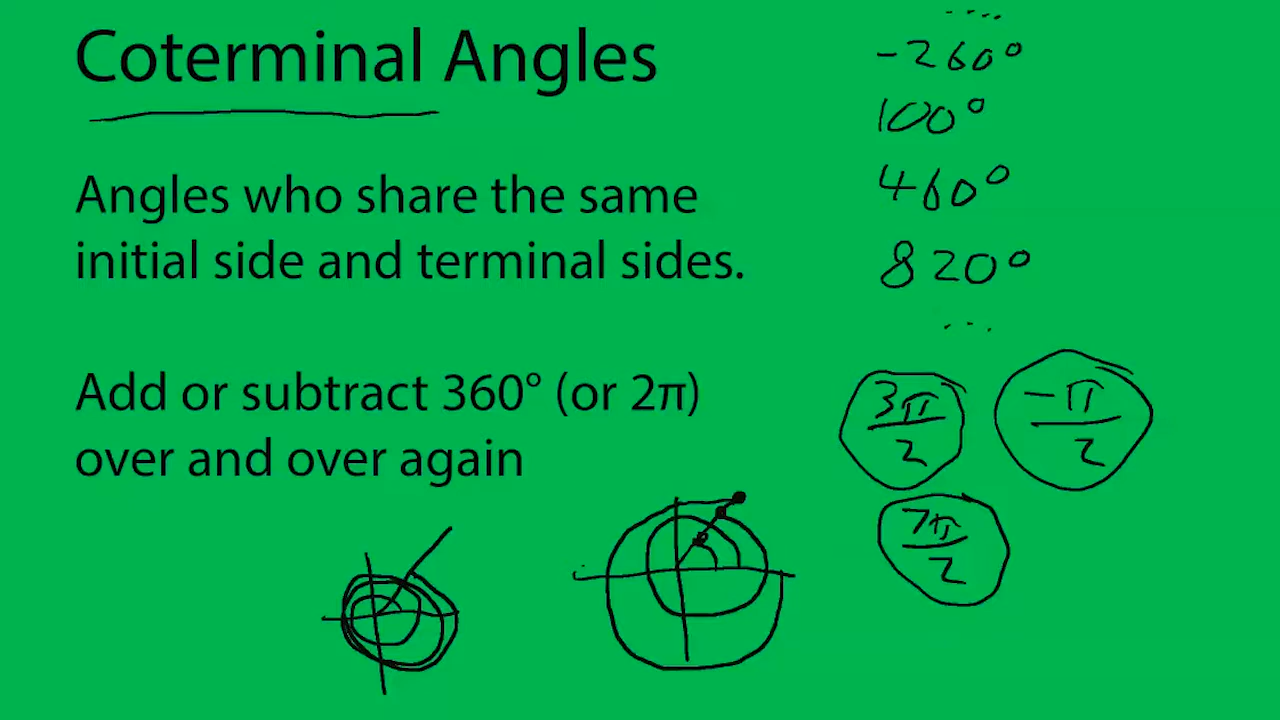 Coterminal Angles
Angles who share the same
initial side and terminal sides.
Add or subtract 360° (or 2π)
over and over again
....
-260°
100°
460°
820°
...
3π/2
-π/2
7π/2